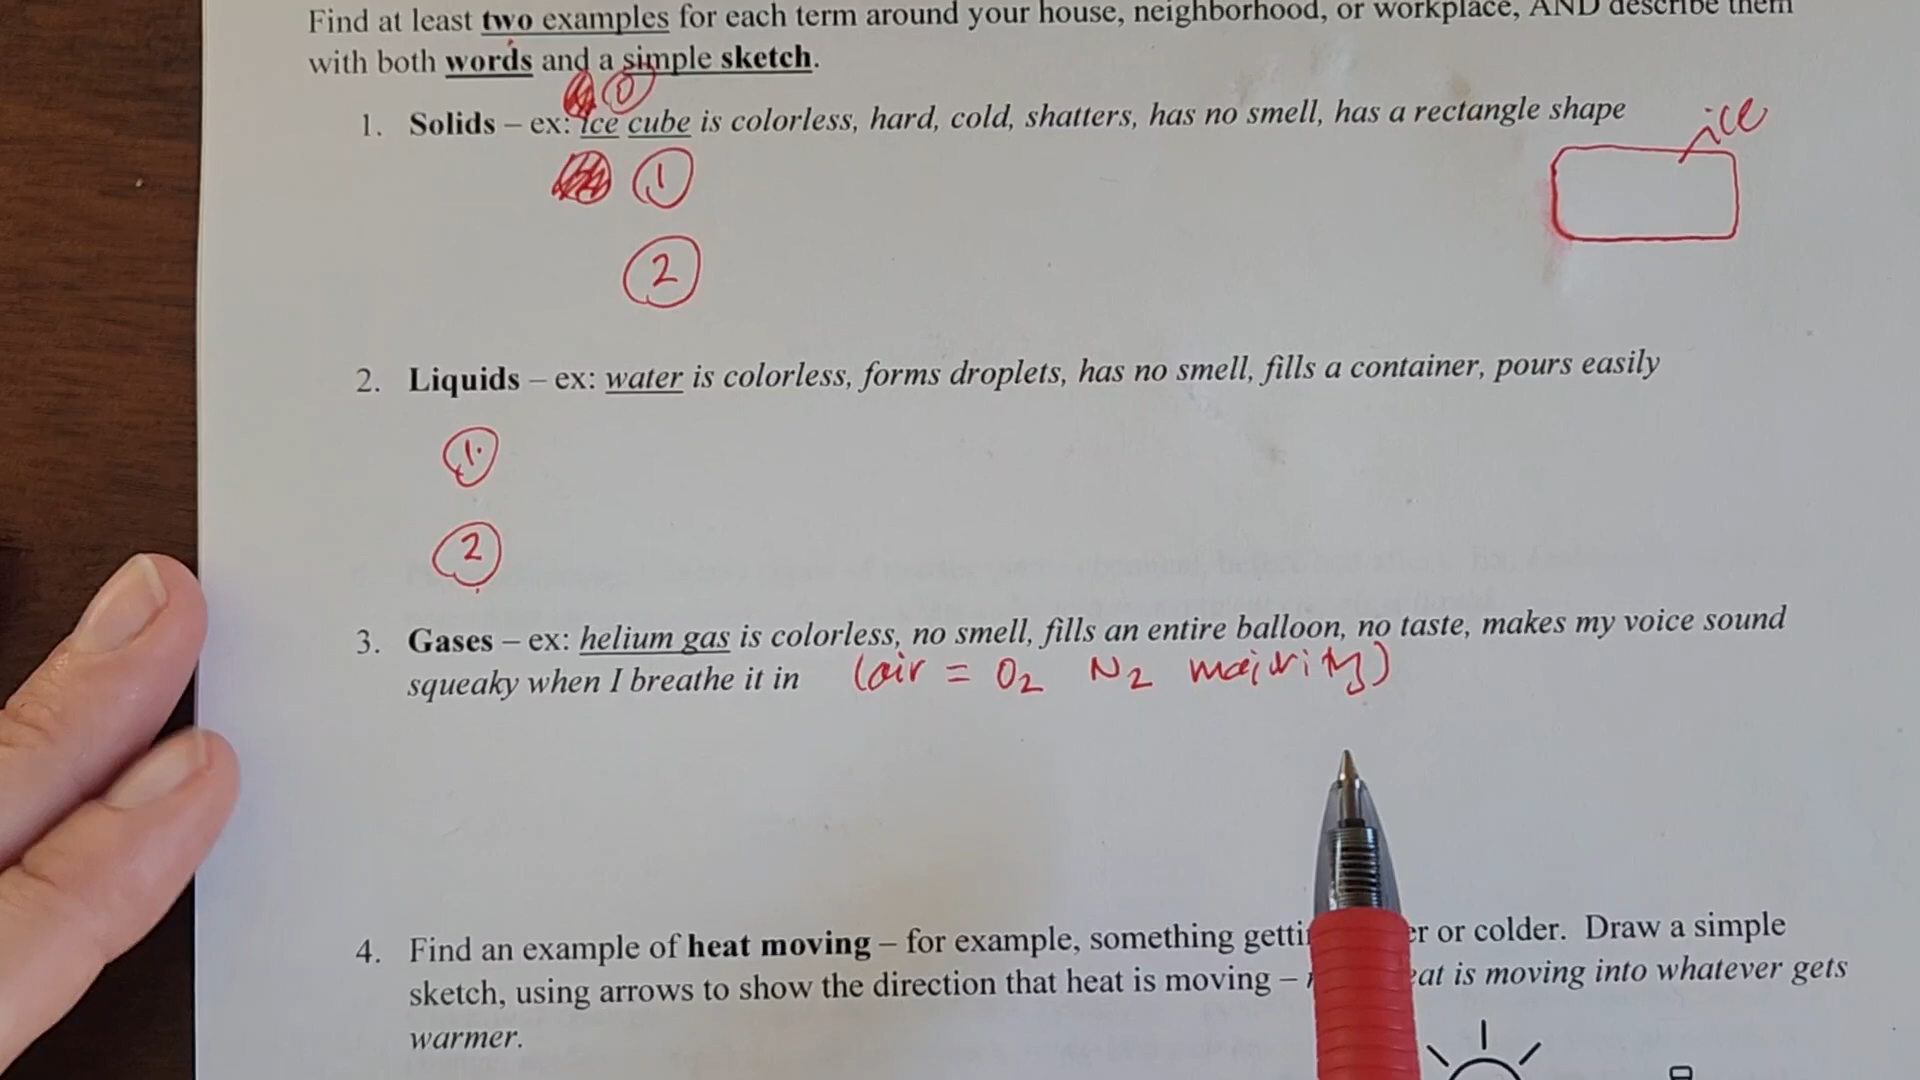 Find at least two examples for each term around your house, neighborhood, or workplace, AND describe them
with both words and a simple sketch.
0
1. Solids – ex: ice cube is colorless, hard, cold, shatters, has no smell, has a rectangle shape
ice
1
2
2. Liquids – ex: water is colorless, forms droplets, has no smell, fills a container, pours easily
1.
2
3. Gases – ex: helium gas is colorless, no smell, fills an entire balloon, no taste, makes my voice sound
squeaky when I breathe it in (air = O2 N2 majority)
4. Find an example of heat moving – for example, something getti er or colder. Draw a simple
sketch, using arrows to show the direction that heat is moving – eat is moving into whatever gets
warmer.